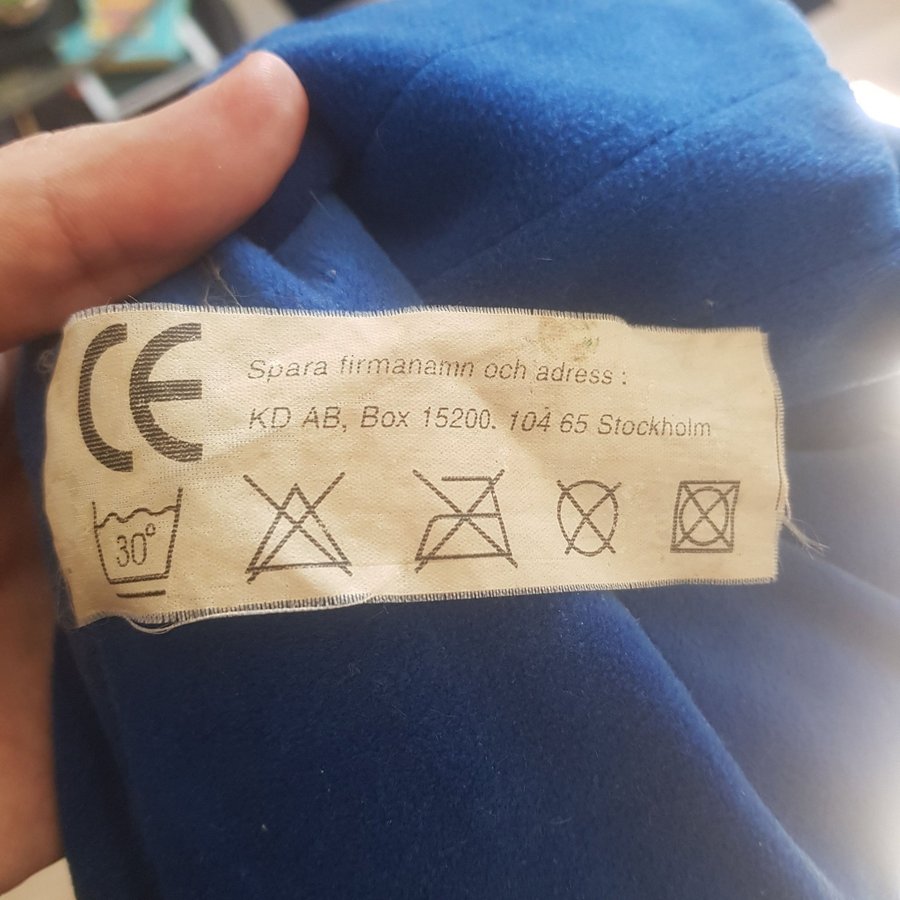 CE
Spara firmanamn och adress :
KD AB, Box 15200. 104 65 Stockholm
30°